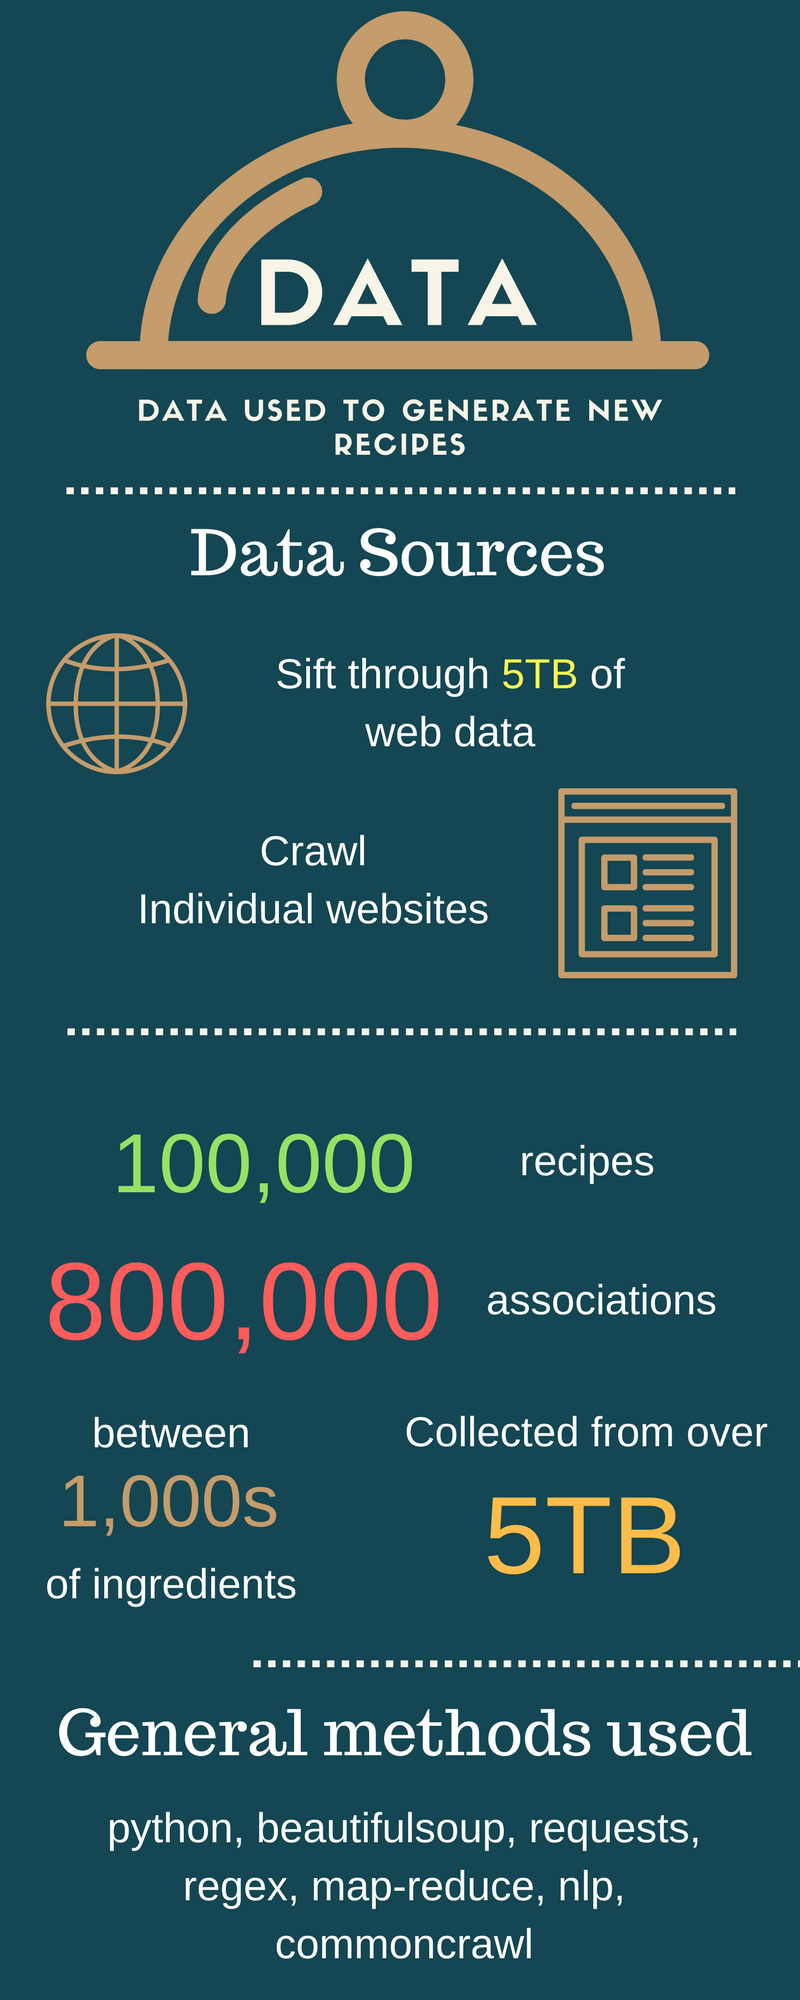 DATA
DATA USED TO GENERATE NEW
RECIPES
Data Sources
Sift through 5TB of
web data
Crawl
Individual websites
100,000 recipes
800,000 associations
between
1,000s
of ingredients
Collected from over
5TB
General methods used
python, beautifulsoup, requests,
regex, map-reduce, nlp,
commoncrawl